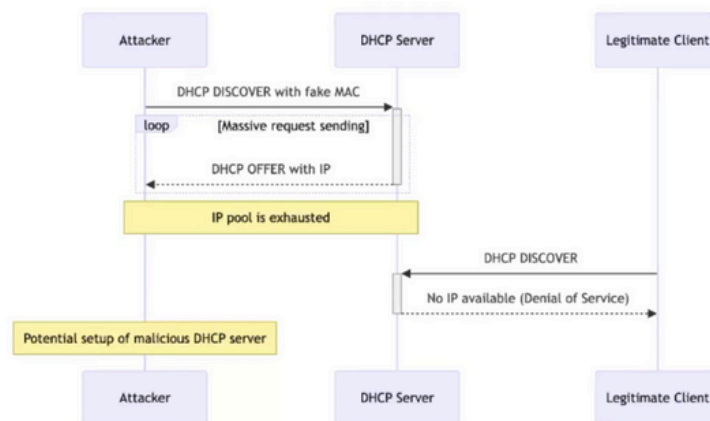 Attacker
DHCP Server
Legitimate Client
DHCP DISCOVER with fake MAC
loop
[Massive request sending]
DHCP OFFER with IP
IP pool is exhausted
DHCP DISCOVER
No IP available (Denial of Service)
Potential setup of malicious DHCP server
Attacker
DHCP Server
Legitimate Client